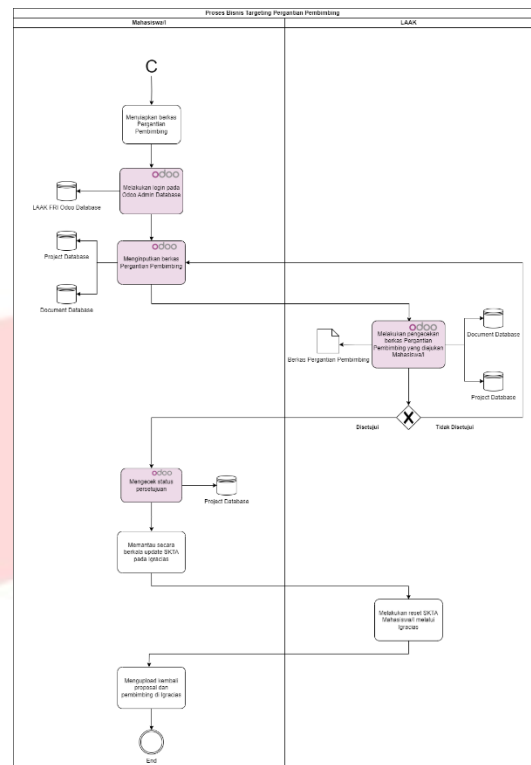 Proses Bisnis Targeting Pergantian Pembimbing
Mahasiswa/i
LAAK
C
Menyiapkan berkas
Pergantian
Pembimbing
odoo
Melakukan login pada
Odoo Admin Database
LAAK FRI Odoo Database
odoo
Menginputkan berkas
Pergantian Pembimbing
Project Database
Document Database
odoo
Melakukan pengecekan
berkas Pergantian
Pembimbing yang diajukan
Mahasiswa/i
Berkas Pergantian Pembimbing
Document Database
Project Database
X
Disetujui
Tidak Disetujui
odoo
Mengecek status
persetujuan
Project Database
Memantau secara
berkala update SKTA
pada Igracias
Melakukan reset SKTA
Mahasiswa/i melalui
Igracias
Mengupload kembali
proposal dan
pembimbing di Igracias
End